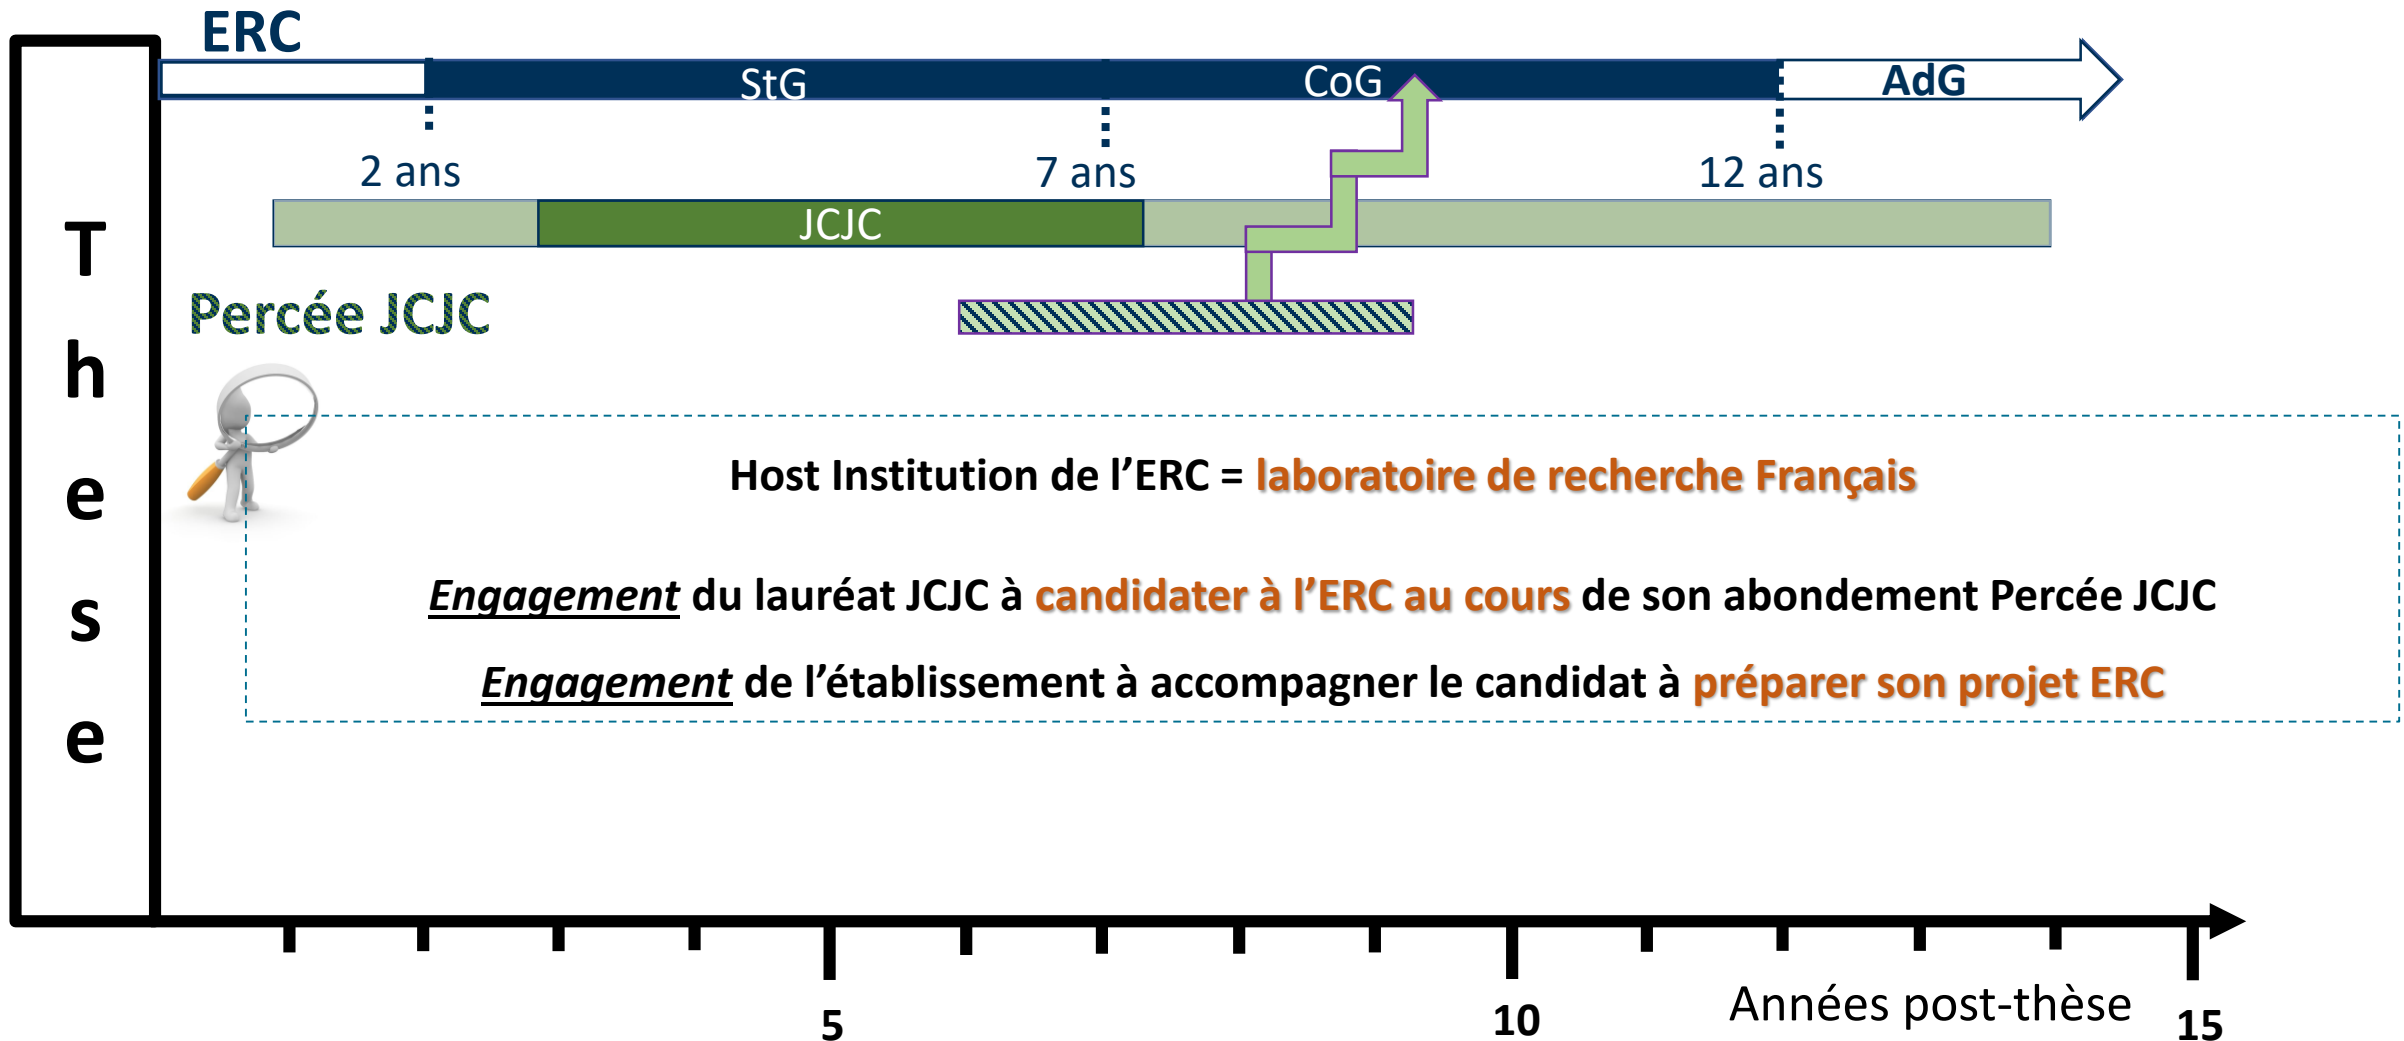 ERC
StG
CoG
AdG
2 ans
7 ans
12 ans
JCJC
Percée JCJC
These
Host Institution de l’ERC = laboratoire de recherche Français
Engagement du lauréat JCJC à candidater à l’ERC au cours de son abondement Percée JCJC
Engagement de l’établissement à accompagner le candidat à préparer son projet ERC
5
10
Années post-thèse
15